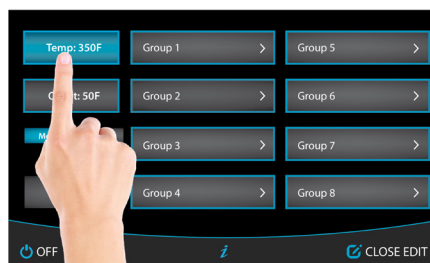 Temp: 350F
Group 1
Group 5
50F
Group 2
Group 6
Group 3
Group 7
Group 4
Group 8
OFF
i
CLOSE EDIT